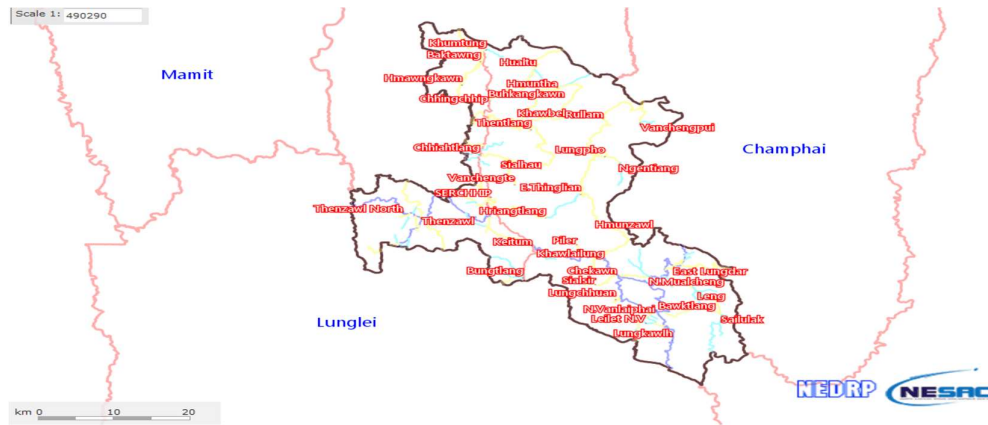 Scale 1: 490290
Khumtung
Baktawng
Hualtu
Mamit
Hmawngkawn
Hmuntha
Buhkangkawn
Chhingchhip
Khawbel
Rullam
Thentlang
Vanchengpui
Chhiahtlang
Lungpho
Champhai
Sialhau
Ngentiang
Vanchengte
E.Thinglian
SERCHHIP
Thenzawl North
Hriangtlang
Thenzawl
Hmunzawl
Keitum
Piler
Khawlailung
Bungtlang
Chekawn
East Lungdar
Sialsir
N.Mualcheng
Lungchhuan
Leng
N.Vanlaiphai
Bawktlang
Leilet N.V
Sailulak
Lunglei
Lungkawlh
NEDRP
NESAC
km 0 10 20